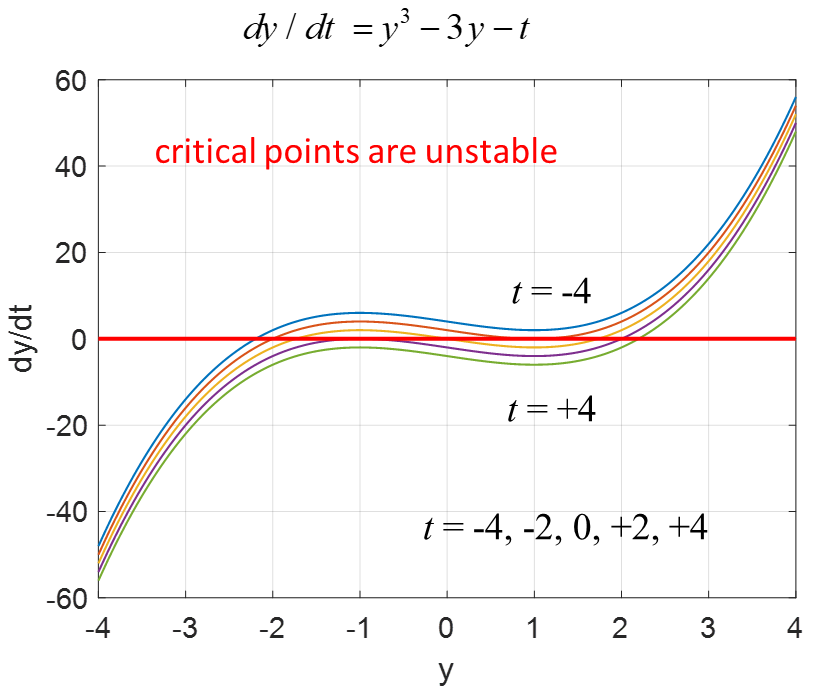 dy / dt = y³ − 3y − t
60
critical points are unstable
40
20
t = -4
0
dy/dt
t = +4
-20
-40
t = -4, -2, 0, +2, +4
-60
-4 -3 -2 -1 0 1 2 3 4
y